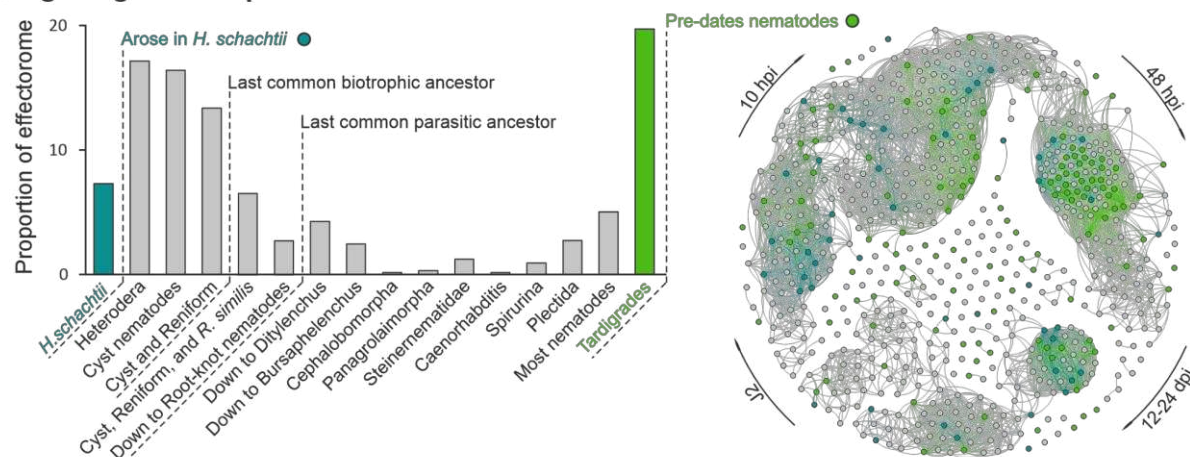 20
10
0
Proportion of effectorome
Arose in H. schachtii
Last common biotrophic ancestor
Last common parasitic ancestor
Pre-dates nematodes
H.schachtii
Heterodera
Cyst nematodes
Cyst and Reniform
Cyst, Reniform, and R. similis
Down to Root-knot nematodes
Down to Ditylenchus
Down to Bursaphelenchus
Cephalobomorpha
Panagrolaimorpha
Steinernematidae
Caenorhabditis
Spirurina
Plectida
Most nematodes
Tardigrades
10 hpi
48 hpi
J2
12-24 dpi